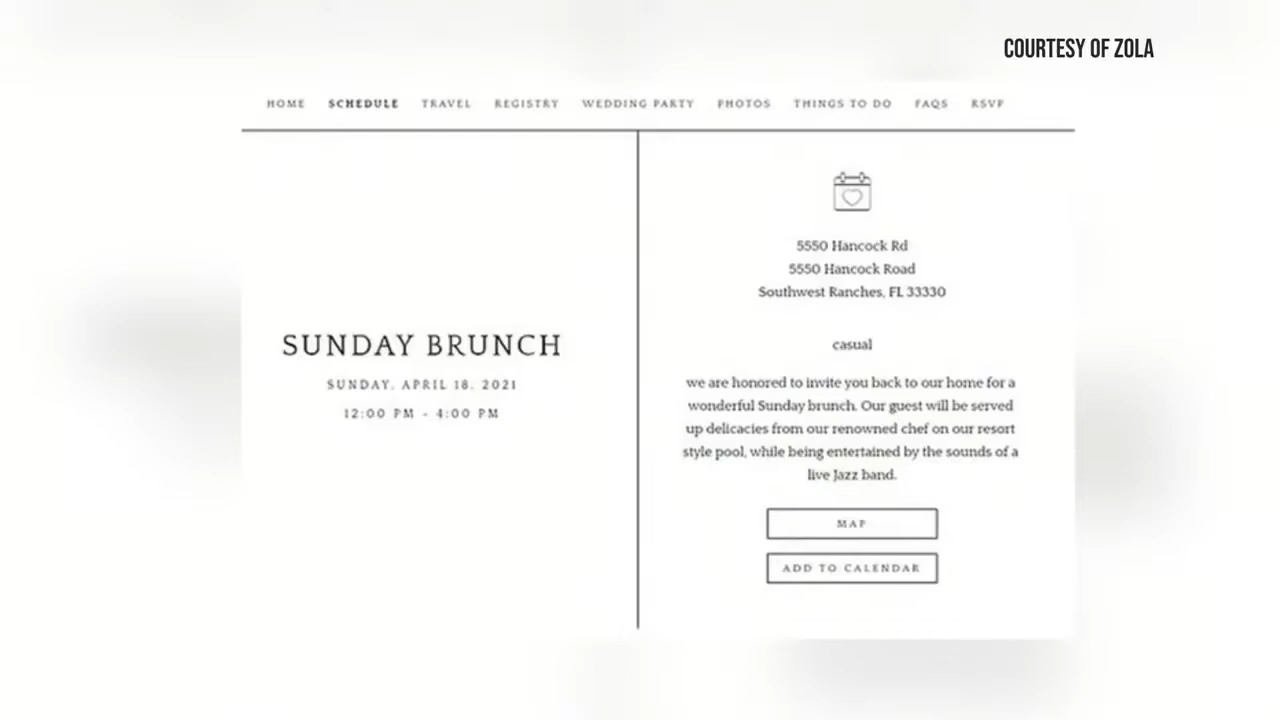 COURTESY OF ZOLA
HOME SCHEDULE TRAVEL REGISTRY WEDDING PARTY PHOTOS THINGS TO DO FAQS RSVP
SUNDAY BRUNCH
SUNDAY, APRIL 18, 2021
12:00 PM - 4:00 PM
5550 Hancock Rd
5550 Hancock Road
Southwest Ranches, FL 33330
casual
we are honored to invite you back to our home for a
wonderful Sunday brunch. Our guest will be served
up delicacies from our renowned chef on our resort
style pool, while being entertained by the sounds of a
live Jazz band.
MAP
ADD TO CALENDAR